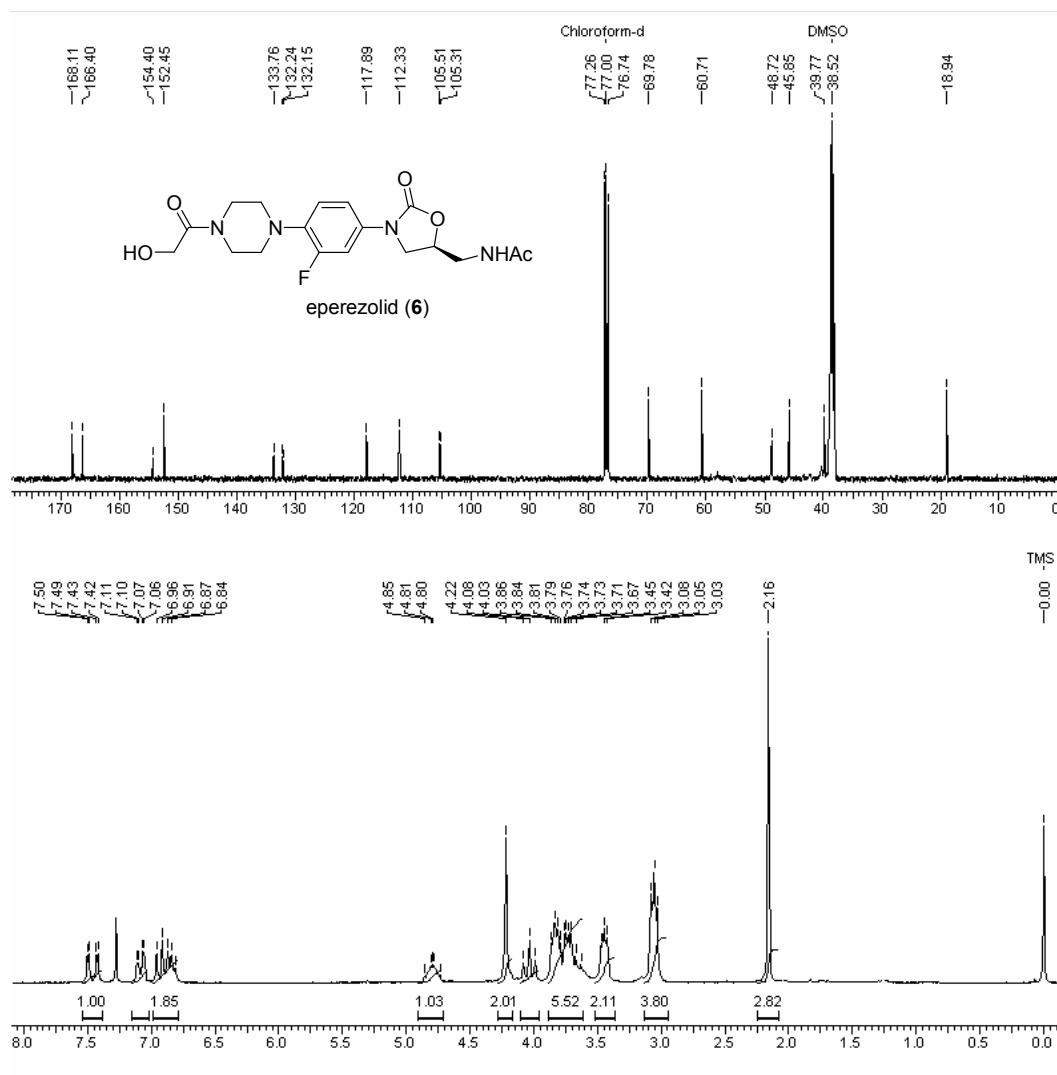 Chloroform-d DMSO
168.11 166.40 154.40 152.45 133.76 132.24 132.15 117.89 112.33 105.51 105.31 77.26 77.00 76.74 69.78 60.71 48.72 45.85 39.77 38.52 18.94
O
O N N N O
HO F NHAc
eperezolid (6)
170 160 150 140 130 120 110 100 90 80 70 60 50 40 30 20 10 0
TMS
7.50 7.49 7.43 7.42 7.11 7.10 7.07 7.06 6.96 6.91 6.87 6.84 4.85 4.81 4.80 4.22 4.08 4.03 3.86 3.84 3.81 3.79 3.76 3.74 3.73 3.71 3.67 3.45 3.42 3.08 3.05 3.03 2.16 0.00
1.00 1.85 1.03 2.01 5.52 2.11 3.80 2.82
8.0 7.5 7.0 6.5 6.0 5.5 5.0 4.5 4.0 3.5 3.0 2.5 2.0 1.5 1.0 0.5 0.0